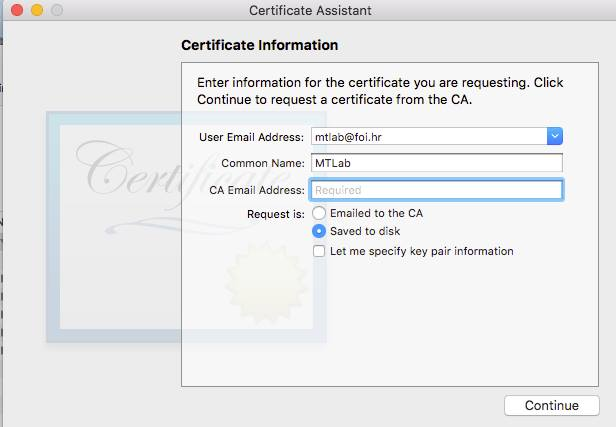 Certificate Assistant
Certificate Information
Enter information for the certificate you are requesting. Click
Continue to request a certificate from the CA.
User Email Address: mtlab@foi.hr
Common Name: MTLab
CA Email Address: Required
Request is: Emailed to the CA
Saved to disk
Let me specify key pair information
Certificate
Continue